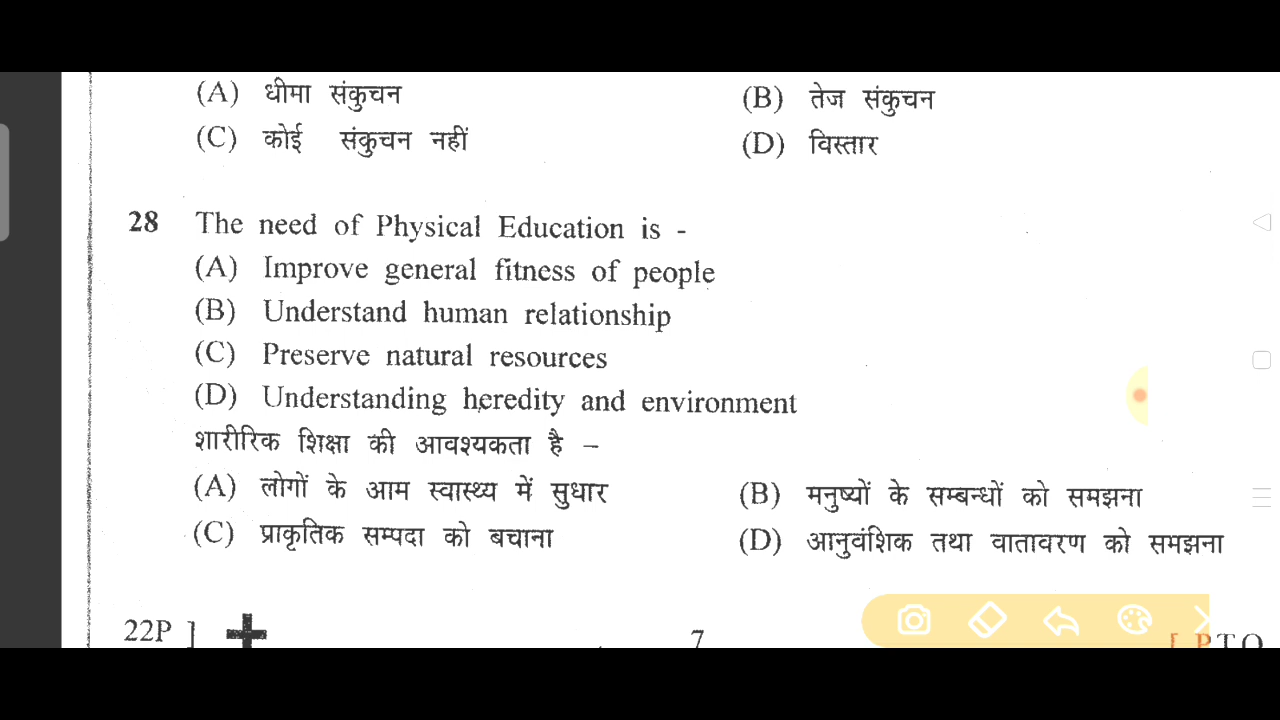 (A) धीमा संकुचन (B) तेज संकुचन
(C) कोई संकुचन नहीं (D) विस्तार
28 The need of Physical Education is -
(A) Improve general fitness of people
(B) Understand human relationship
(C) Preserve natural resources
(D) Understanding heredity and environment
शारीरिक शिक्षा की आवश्यकता है –
(A) लोगों के आम स्वास्थ्य में सुधार (B) मनुष्यों के सम्बन्धों को समझना
(C) प्राकृतिक सम्पदा को बचाना (D) आनुवंशिक तथा वातावरण को समझना
22P ] 7 [ P.T.O